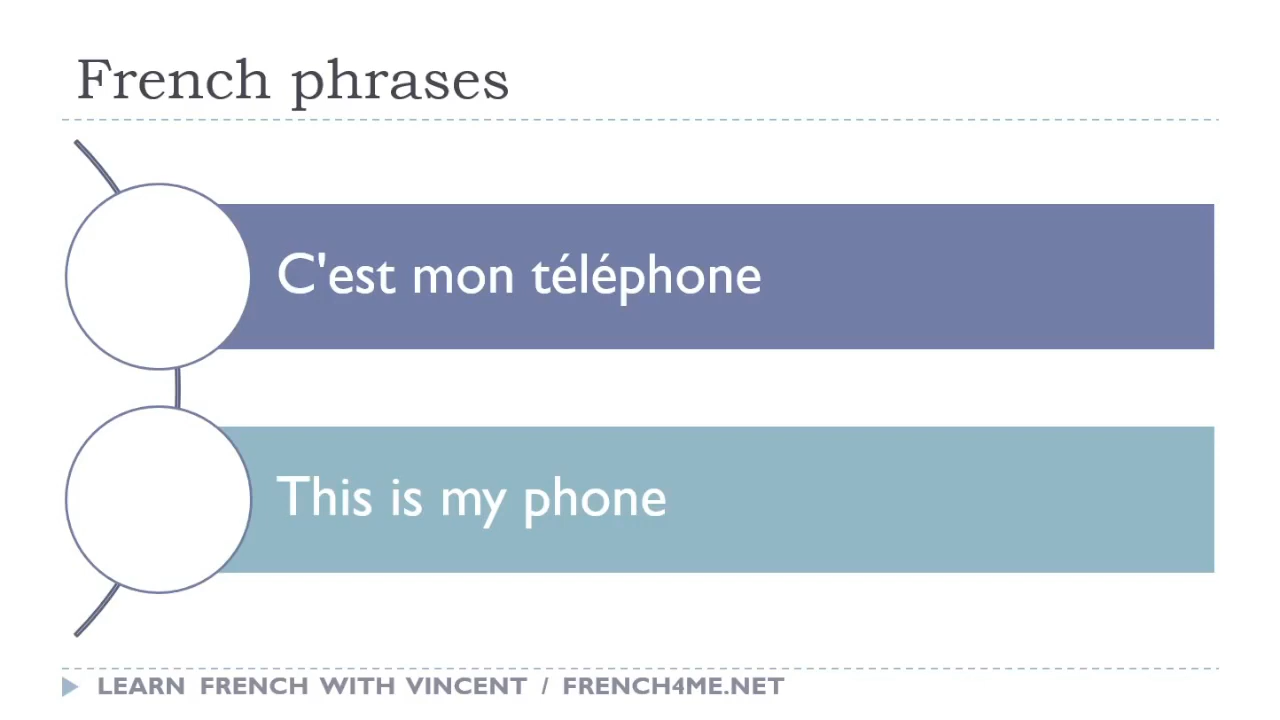 French phrases
C'est mon téléphone
This is my phone
LEARN FRENCH WITH VINCENT / FRENCH4ME.NET